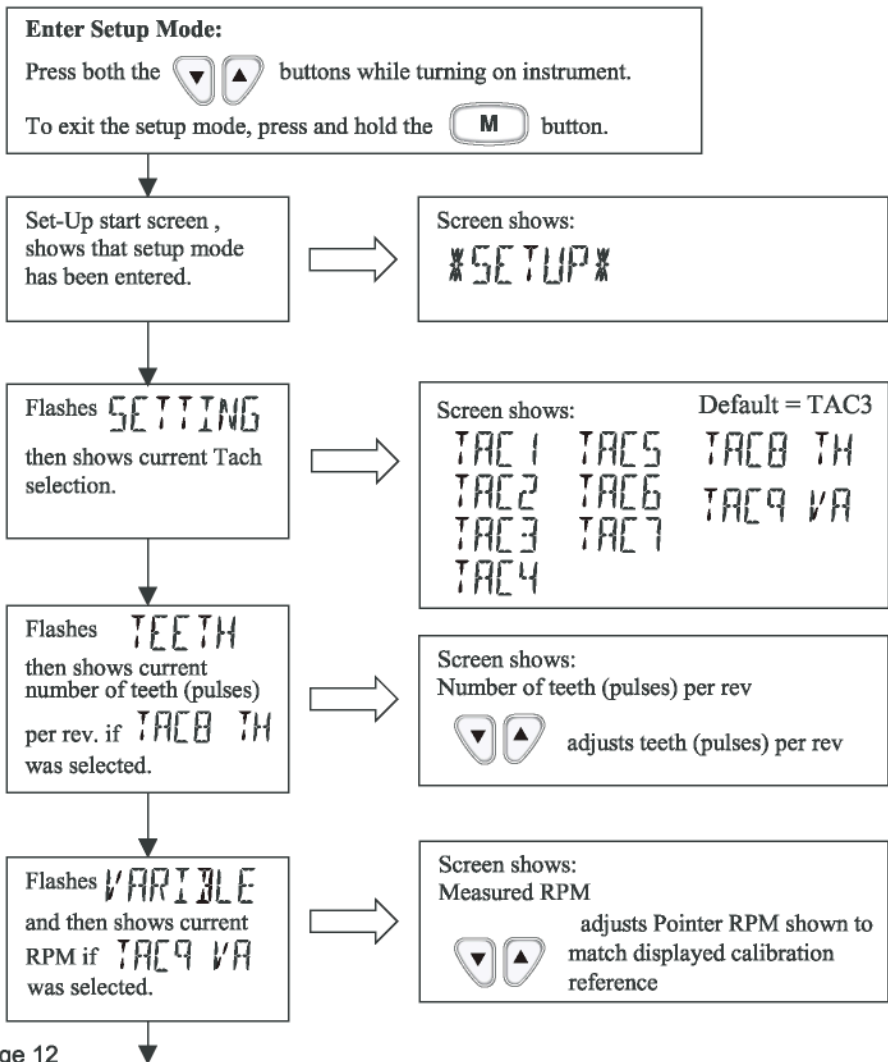 Enter Setup Mode:
Press both the ▼ ▲ buttons while turning on instrument.
To exit the setup mode, press and hold the M button.
Set-Up start screen ,
shows that setup mode
has been entered.
Screen shows:
*SETUP*
Flashes SETTING
then shows current Tach
selection.
Screen shows: Default = TAC3
TAC1 TAC5 TAC8 TH
TAC2 TAC6 TAC9 VA
TAC3 TAC7
TAC4
Flashes TEETH
then shows current
number of teeth (pulses)
per rev. if TAC8 TH
was selected.
Screen shows:
Number of teeth (pulses) per rev
▼ ▲ adjusts teeth (pulses) per rev
Flashes VARIBLE
and then shows current
RPM if TAC9 VA
was selected.
Screen shows:
Measured RPM
adjusts Pointer RPM shown to
▼ ▲ match displayed calibration
reference
ge 12